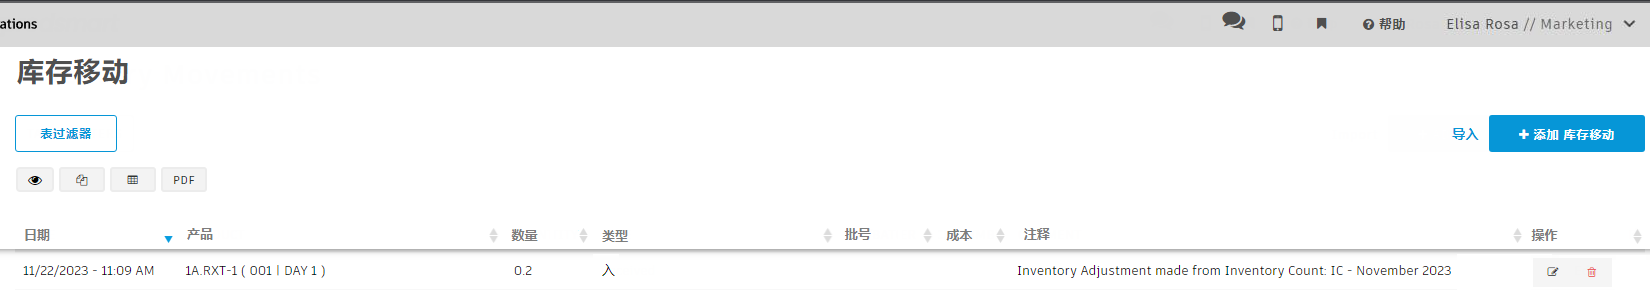 ations
帮助
Elisa Rosa // Marketing
库存移动
表过滤器
导入
+ 添加 库存移动
PDF
日期 产品 数量 类型 批号 成本 注释 操作
11/22/2023 - 11:09 AM 1A.RXT-1 ( 001 | DAY 1 ) 0.2 入 Inventory Adjustment made from Inventory Count: IC - November 2023